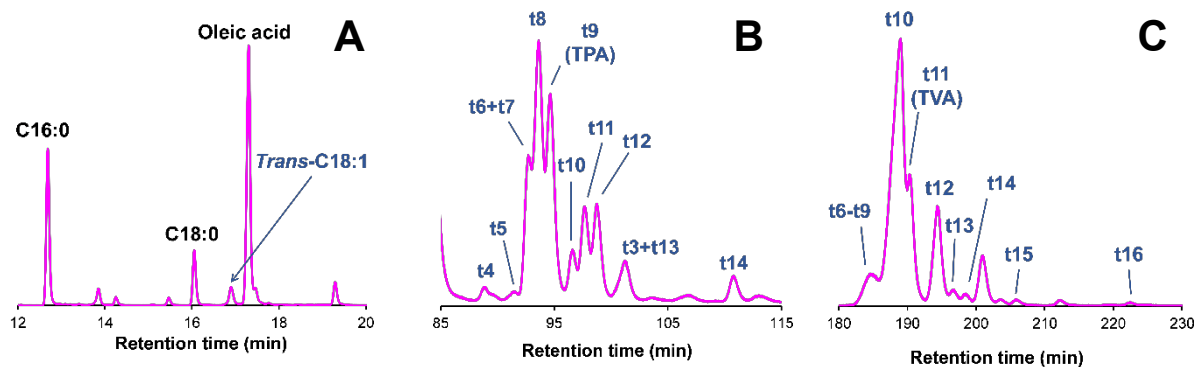 A
Oleic acid
C16:0
Trans-C18:1
C18:0
12 14 16 18 20
Retention time (min)
B
t8
t9
(TPA)
t6+t7
t11
t10
t12
t5
t4
t3+t13
t14
85 95 105 115
Retention time (min)
C
t10
t11
(TVA)
t12
t14
t6-t9
t13
t15
t16
180 190 200 210 220 230
Retention time (min)